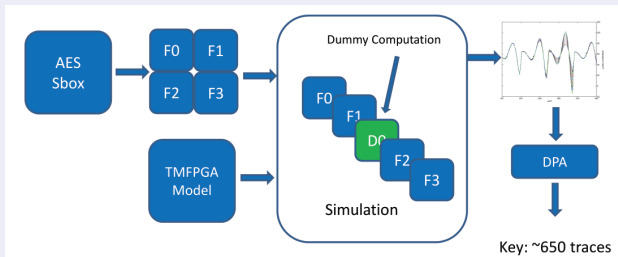 AES
Sbox
F0 F1
F2 F3
TMFPGA
Model
Dummy Computation
F0
F1
D0
F2
F3
Simulation
DPA
Key: ~650 traces